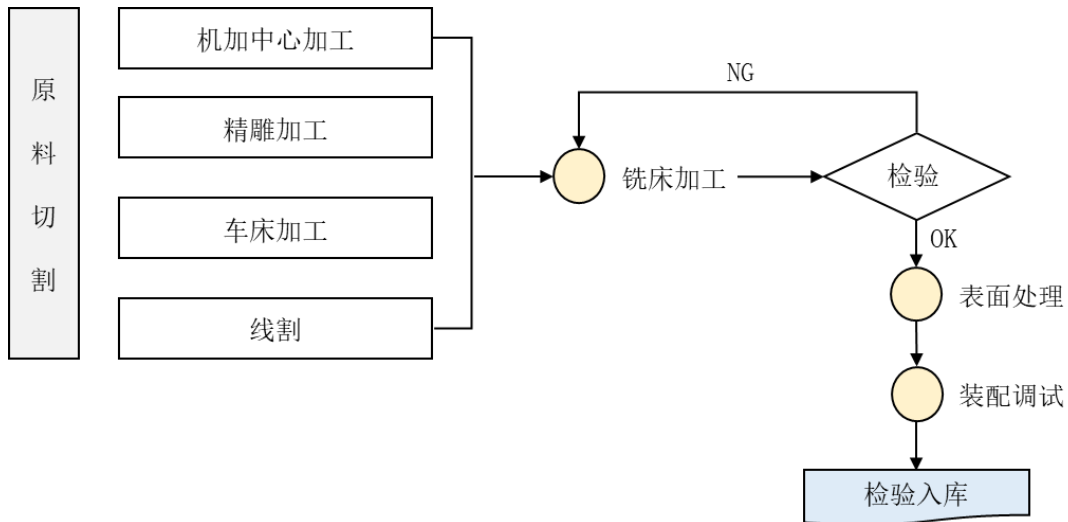 原料切割
机加中心加工
精雕加工
车床加工
线割
NG
铣床加工
检验
OK
表面处理
装配调试
检验入库